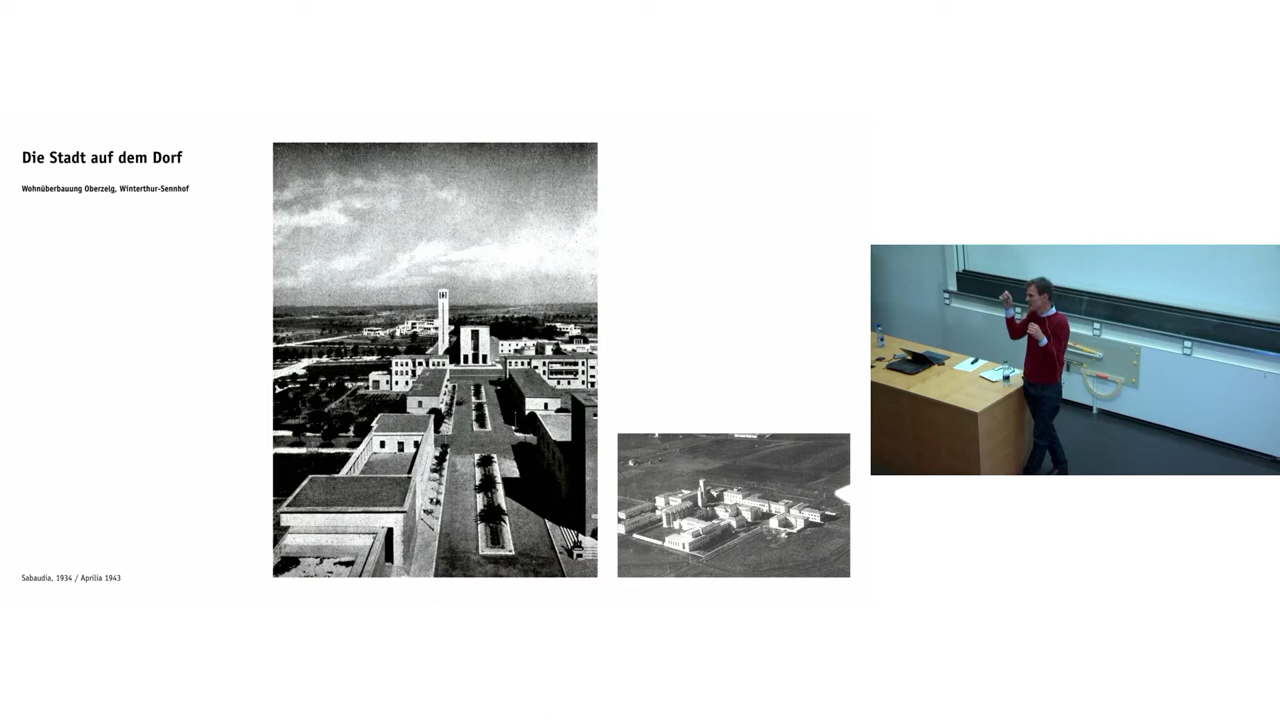 Die Stadt auf dem Dorf
Wohnüberbauung Oberzelg, Winterthur-Sennhof
Sabaudia, 1934 / Aprilia 1943